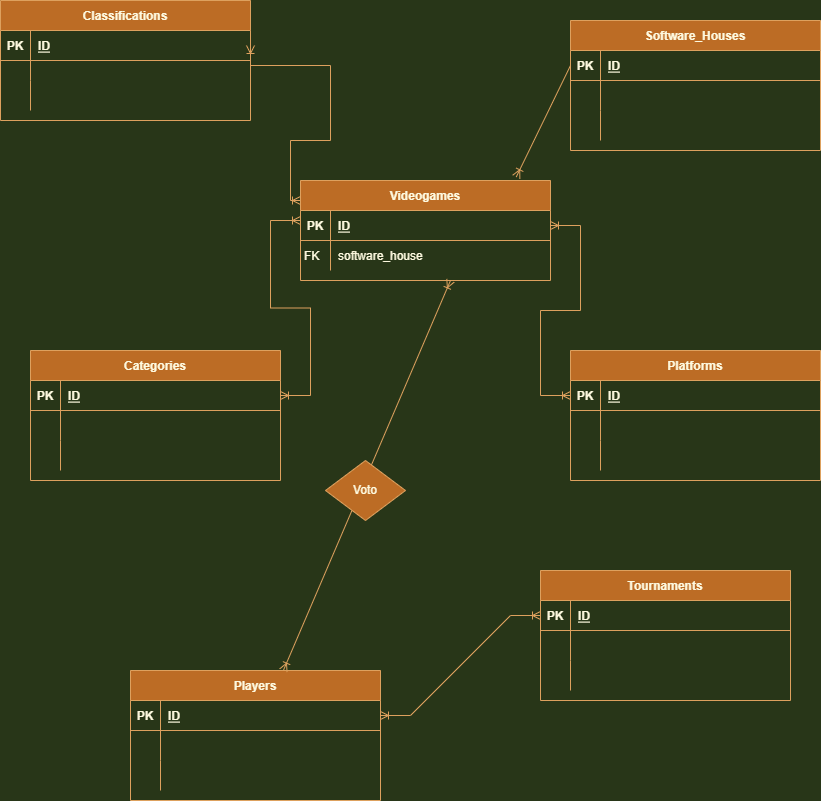 Classifications
PK ID
Software_Houses
PK ID
Videogames
PK ID
FK software_house
Categories
PK ID
Platforms
PK ID
Voto
Tournaments
PK ID
Players
PK ID